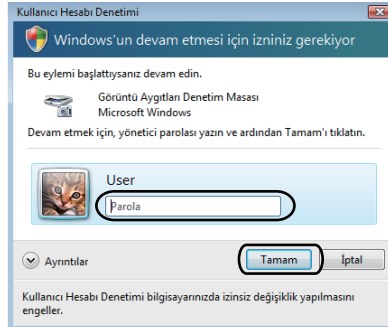 Kullanıcı Hesabı Denetimi
Windows'un devam etmesi için izniniz gerekiyor
Bu eylemi başlattıysanız devam edin.
Görüntü Aygıtları Denetim Masası
Microsoft Windows
Devam etmek için, yönetici parolası yazın ve ardından Tamam'ı tıklatın.
User
Parola
Ayrıntılar
Tamam
İptal
Kullanıcı Hesabı Denetimi bilgisayarınızda izinsiz değişiklik yapılmasını
engeller.